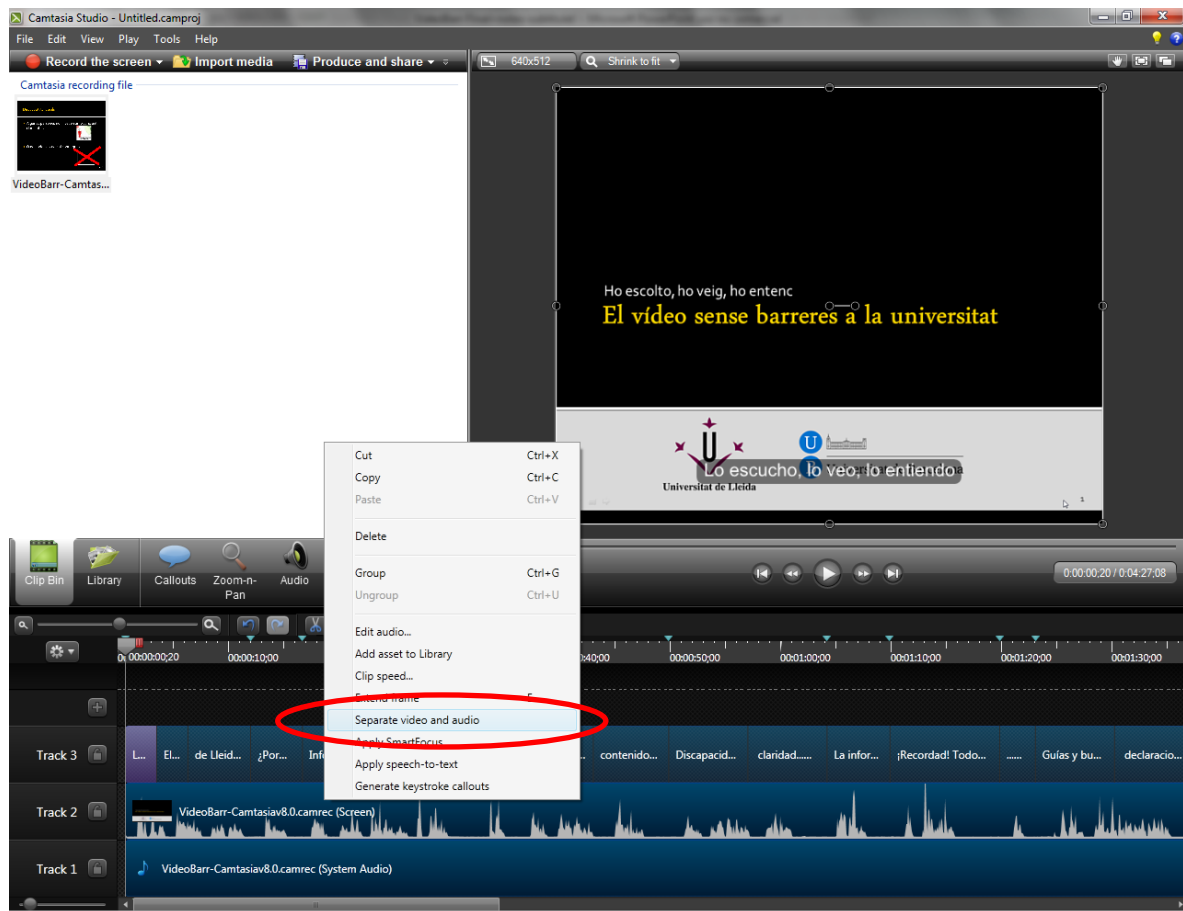 Camtasia Studio - Untitled.camproj
File Edit View Play Tools Help
Record the screen Import media Produce and share
640x512 Shrink to fit
Camtasia recording file
VideoBarr-Camtas...
Ho escolto, ho veig, ho entenc
El vídeo sense barreres a la universitat
Lo escucho, lo veo, lo entiendo
Universitat de Lleida
1
Cut Ctrl+X
Copy Ctrl+C
Paste Ctrl+V
Delete
Group Ctrl+G
Ungroup Ctrl+U
Edit audio...
Add asset to Library
Clip speed...
Extend frame E
Separate video and audio
Apply SmartFocus
Apply speech-to-text
Generate keystroke callouts
Clip Bin Library Callouts Zoom-n-Pan Audio
0:00:00;20 / 0:04:27;08
00:00:00;20 00:00:10;00 00:00:50;00 00:01:00;00 00:01:10;00 00:01:20;00 00:01:30;00
Track 3 L... El... de Lleid... ¿Por... contenido... Discapacid... claridad..... La infor... ¡Recordad! Todo... ...... Guías y bu... declaracio...
Track 2 VideoBarr-Camtasiav8.0.camrec (Screen)
Track 1 VideoBarr-Camtasiav8.0.camrec (System Audio)